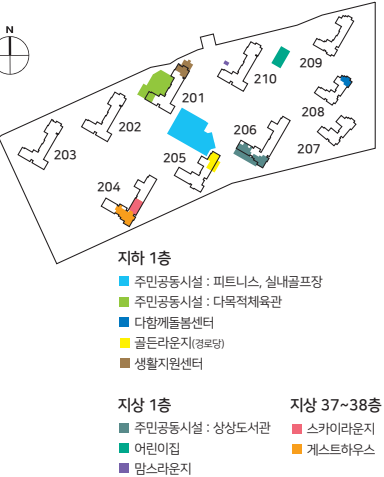 N
209
210
201
208
202
206
207
203
205
204
지하 1층
주민공동시설 : 피트니스, 실내골프장
주민공동시설 : 다목적체육관
다함께돌봄센터
골든라운지(경로당)
생활지원센터
지상 1층
주민공동시설 : 상상도서관
어린이집
맘스라운지
지상 37~38층
스카이라운지
게스트하우스